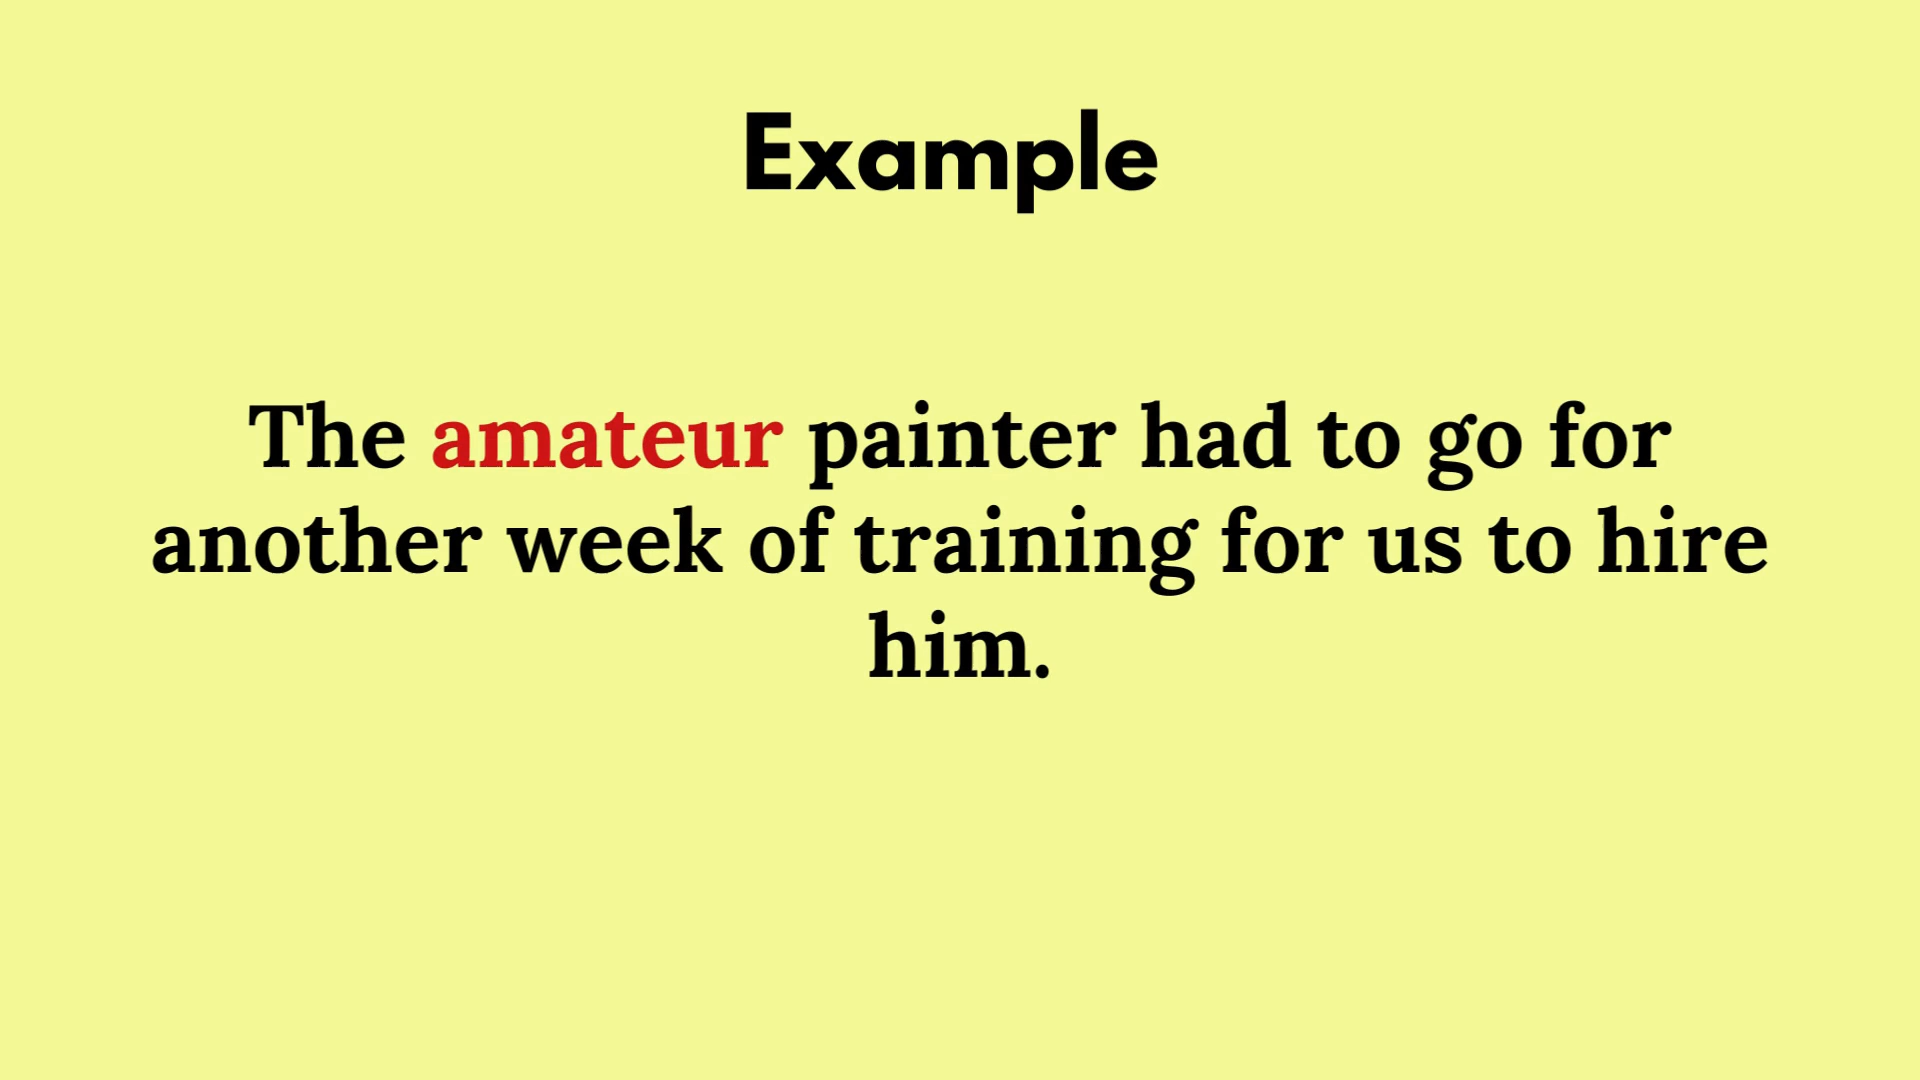 Example
The amateur painter had to go for
another week of training for us to hire
him.